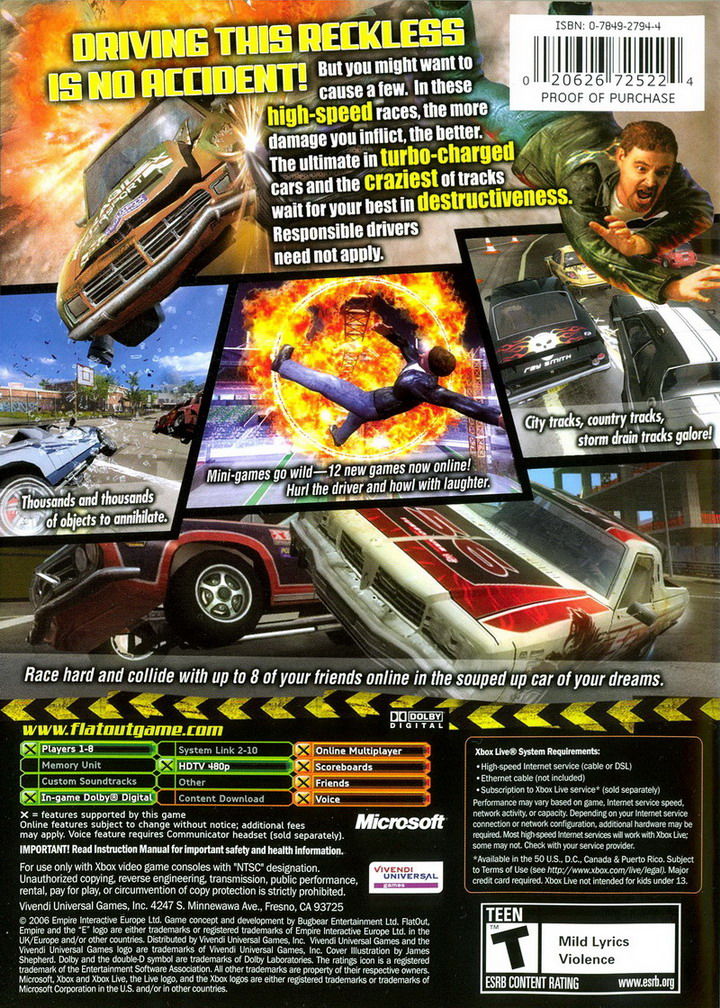 DRIVING THIS RECKLESS
IS NO ACCIDENT!
But you might want to
cause a few. In these
high-speed races, the more
damage you inflict, the better.
The ultimate in turbo-charged
cars and the craziest of tracks
wait for your best in destructiveness.
Responsible drivers
need not apply.
ISBN: 0-7849-2794-4
0 20626 72522 4
PROOF OF PURCHASE
RAY SMITH
City tracks, country tracks,
storm drain tracks galore!
Mini-games go wild—12 new games now online!
Hurl the driver and howl with laughter.
Thousands and thousands
of objects to annihilate.
Race hard and collide with up to 8 of your friends online in the souped up car of your dreams.
www.flatoutgame.com
DOLBY
DIGITAL
X Players 1-8
System Link 2-10
X Online Multiplayer
Memory Unit
X HDTV 480p
X Scoreboards
Custom Soundtracks
Other
X Friends
X In-game Dolby® Digital
Content Download
X Voice
X = features supported by this game
Online features subject to change without notice; additional fees
may apply. Voice feature requires Communicator headset (sold separately).
Microsoft
IMPORTANT! Read Instruction Manual for important safety and health information.
For use only with Xbox video game consoles with "NTSC" designation.
Unauthorized copying, reverse engineering, transmission, public performance,
rental, pay for play, or circumvention of copy protection is strictly prohibited.
VIVENDI
UNIVERSAL
games
Vivendi Universal Games, Inc. 4247 S. Minnewawa Ave., Fresno, CA 93725
© 2006 Empire Interactive Europe Ltd. Game concept and development by Bugbear Entertainment Ltd. FlatOut,
Empire and the "E" logo are either trademarks or registered trademarks of Empire Interactive Europe Ltd. in the
UK/Europe and/or other countries. Distributed by Vivendi Universal Games, Inc. Vivendi Universal Games and the
Vivendi Universal Games logo are trademarks of Vivendi Universal Games, Inc. Cover Illustration by James
Shepherd. Dolby and the double-D symbol are trademarks of Dolby Laboratories. The ratings icon is a registered
trademark of the Entertainment Software Association. All other trademarks are property of their respective owners.
Microsoft, Xbox and Xbox Live, the Live logo, and the Xbox logos are either registered trademarks or trademarks of
Microsoft Corporation in the U.S. and/or in other countries.
Xbox Live® System Requirements:
• High-speed Internet service (cable or DSL)
• Ethernet cable (not included)
• Subscription to Xbox Live service* (sold separately)
Performance may vary based on game, Internet service speed,
network activity, or capacity. Depending on your Internet service
connection or network configuration, additional hardware may be
required. Most high-speed Internet services will work with Xbox Live;
some may not. Check with your service provider.
*Available in the 50 U.S., D.C., Canada & Puerto Rico. Subject
to Terms of Use (see http://www.xbox.com/live/legal). Major
credit card required. Xbox Live not intended for kids under 13.
TEEN
T
TM
Mild Lyrics
Violence
ESRB CONTENT RATING
www.esrb.org